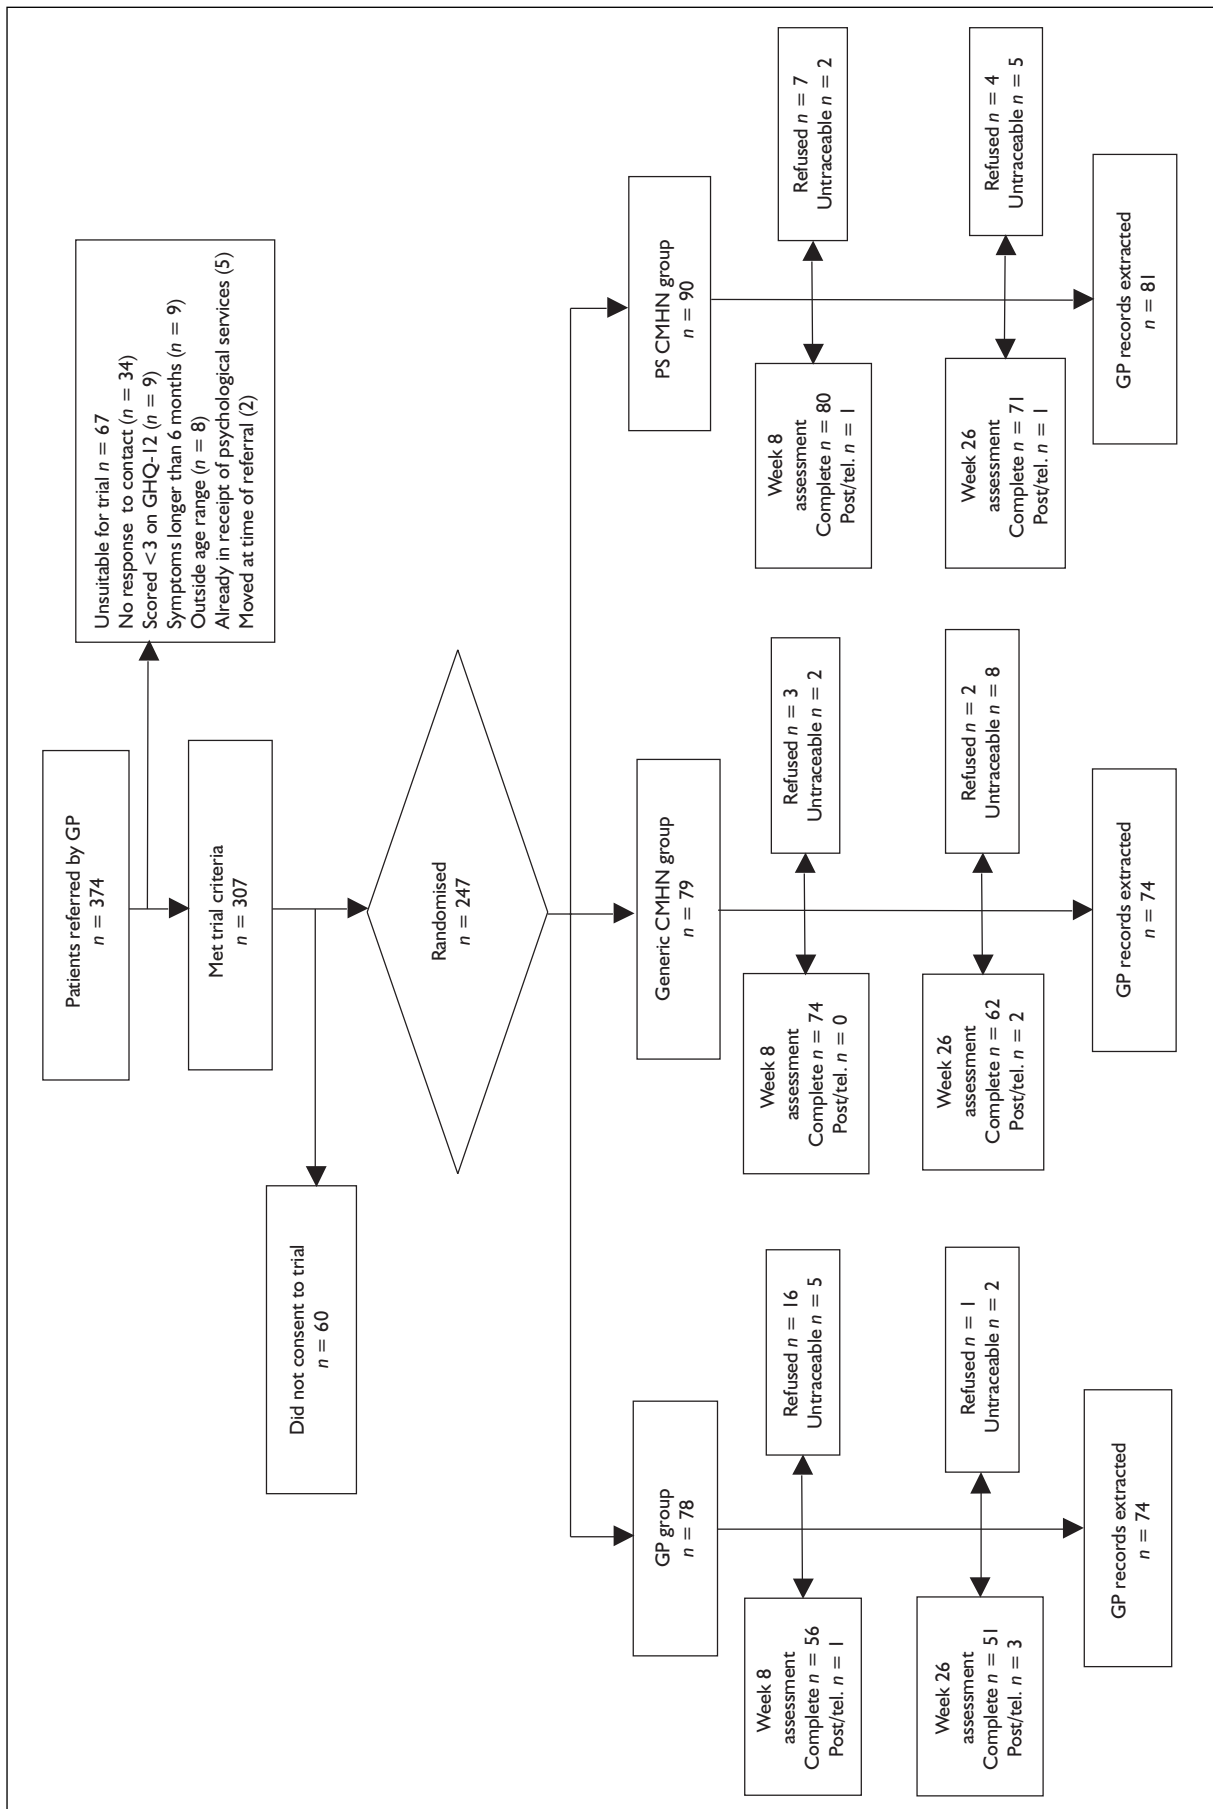 Patients referred by GP
n = 374
Unsuitable for trial n = 67
No response to contact (n = 34)
Scored <3 on GHQ-12 (n = 9)
Symptoms longer than 6 months (n = 9)
Outside age range (n = 8)
Already in receipt of psychological services (5)
Moved at time of referral (2)
Met trial criteria
n = 307
Did not consent to trial
n = 60
Randomised
n = 247
GP group
n = 78
Generic CMHN group
n = 79
PS CMHN group
n = 90
Week 8
assessment
Complete n = 56
Post/tel. n = 1
Refused n = 16
Untraceable n = 5
Week 8
assessment
Complete n = 74
Post/tel. n = 0
Refused n = 3
Untraceable n = 2
Week 8
assessment
Complete n = 80
Post/tel. n = 1
Refused n = 7
Untraceable n = 2
Week 26
assessment
Complete n = 51
Post/tel. n = 3
Refused n = 1
Untraceable n = 2
Week 26
assessment
Complete n = 62
Post/tel. n = 2
Refused n = 2
Untraceable n = 8
Week 26
assessment
Complete n = 71
Post/tel. n = 1
Refused n = 4
Untraceable n = 5
GP records extracted
n = 74
GP records extracted
n = 74
GP records extracted
n = 81